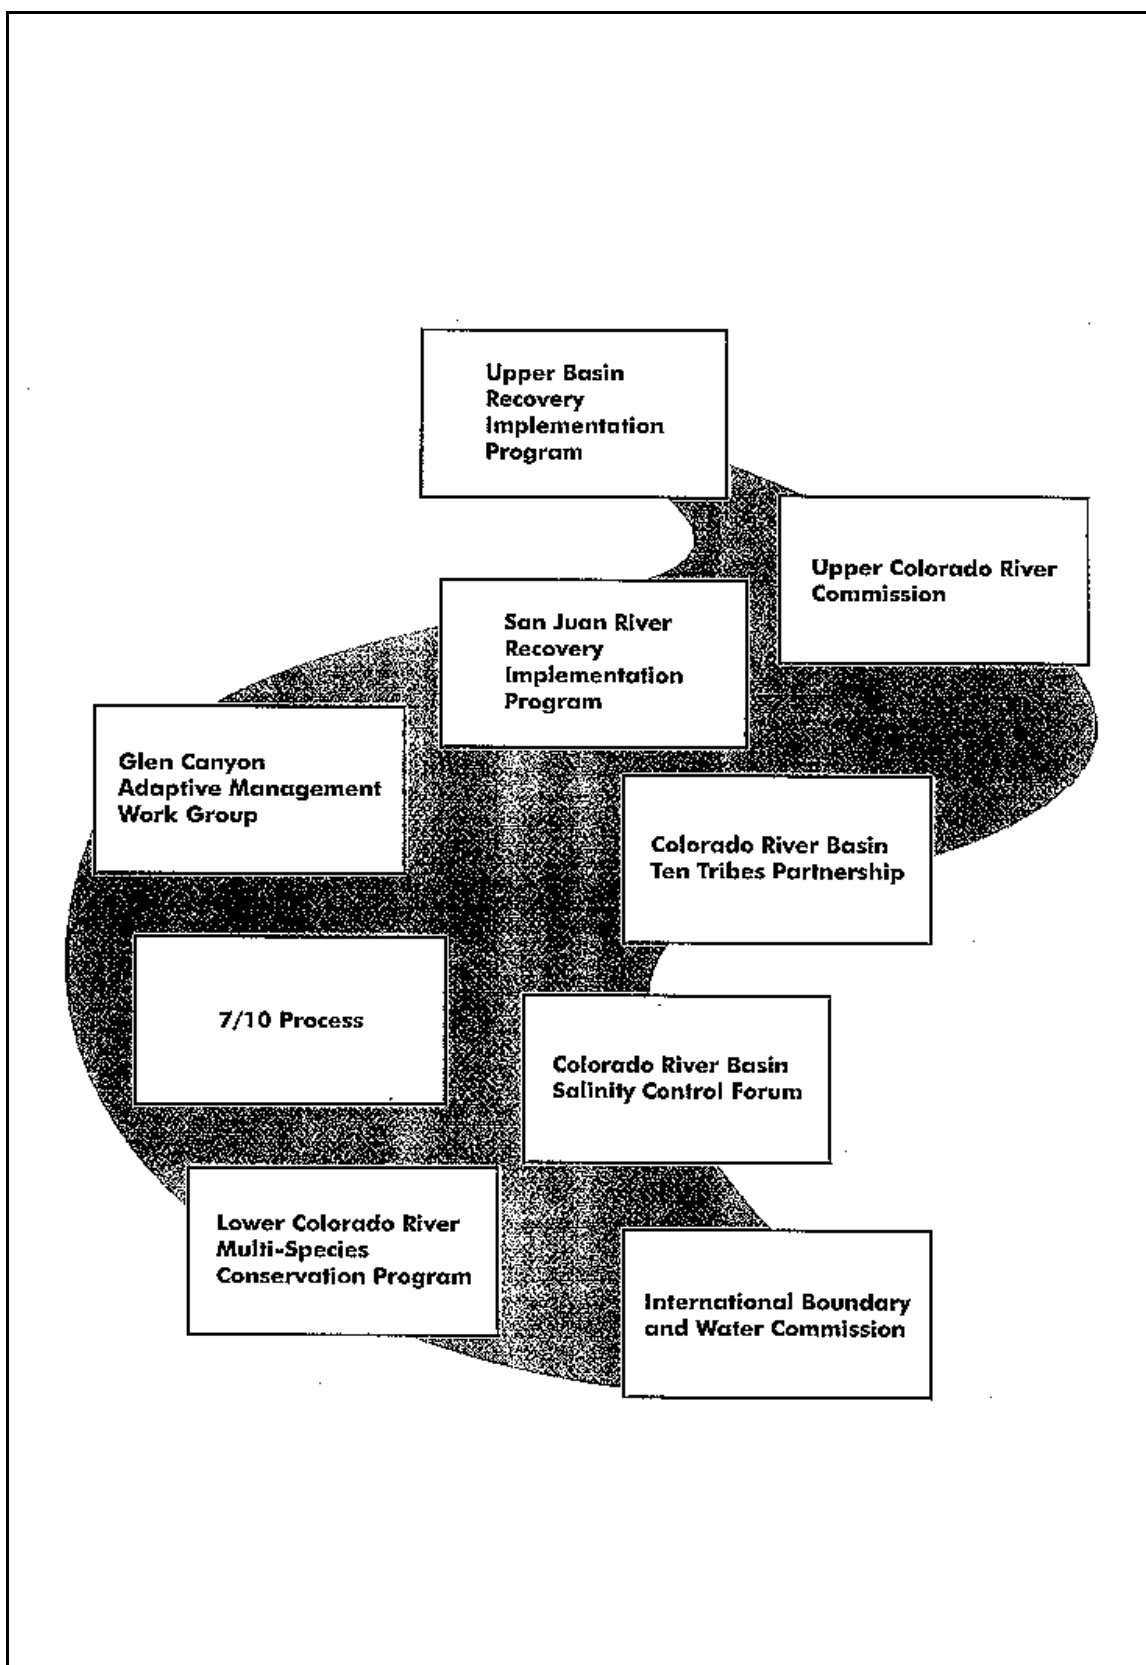 Upper Basin
Recovery
Implementation
Program
Upper Colorado River
Commission
San Juan River
Recovery
Implementation
Program
Glen Canyon
Adaptive Management
Work Group
Colorado River Basin
Ten Tribes Partnership
7/10 Process
Colorado River Basin
Salinity Control Forum
Lower Colorado River
Multi-Species
Conservation Program
International Boundary
and Water Commission